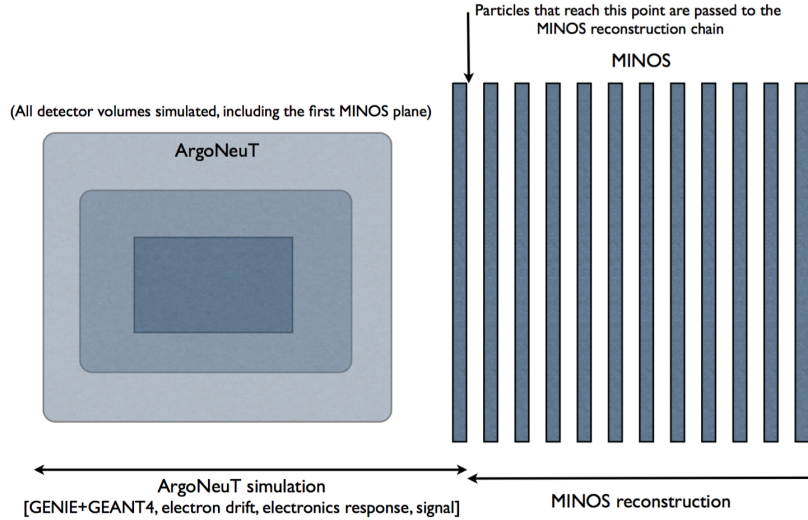 Particles that reach this point are passed to the
MINOS reconstruction chain
MINOS
(All detector volumes simulated, including the first MINOS plane)
ArgoNeuT
ArgoNeuT simulation
[GENIE+GEANT4, electron drift, electronics response, signal]
MINOS reconstruction